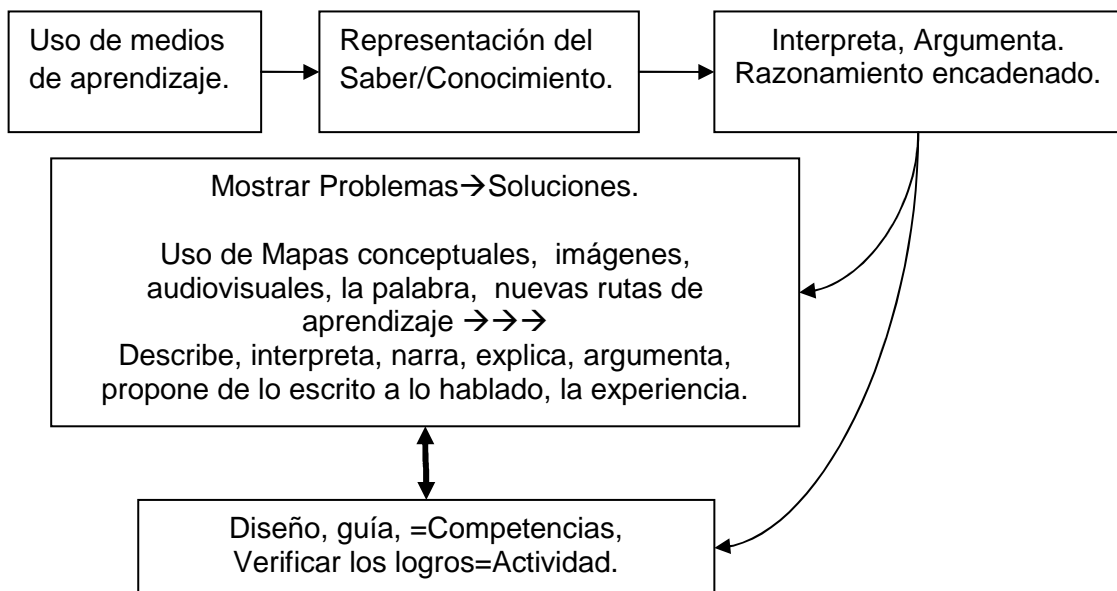 Uso de medios
de aprendizaje.
Representación del
Saber/Conocimiento.
Interpreta, Argumenta.
Razonamiento encadenado.
Mostrar Problemas→Soluciones.
Uso de Mapas conceptuales, imágenes,
audiovisuales, la palabra, nuevas rutas de
aprendizaje →→→
Describe, interpreta, narra, explica, argumenta,
propone de lo escrito a lo hablado, la experiencia.
Diseño, guía, =Competencias,
Verificar los logros=Actividad.